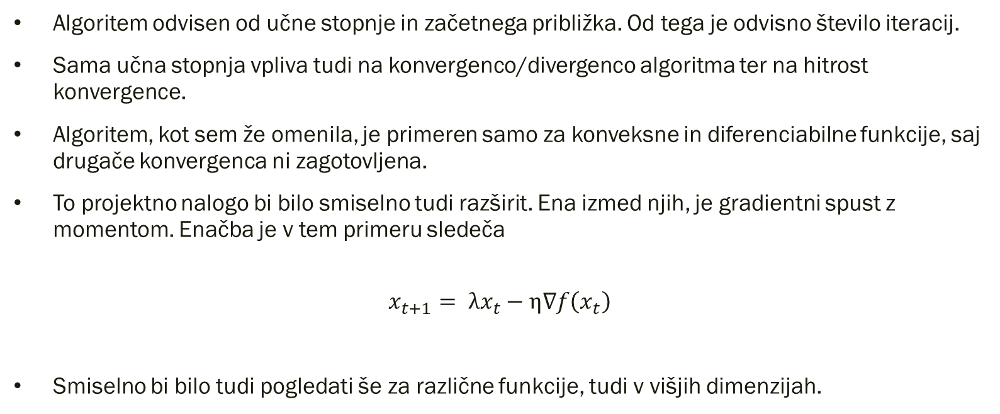 • Algoritem odvisen od učne stopnje in začetnega približka. Od tega je odvisno število iteracij.
• Sama učna stopnja vpliva tudi na konvergenco/divergenco algoritma ter na hitrost
konvergence.
• Algoritem, kot sem že omenila, je primeren samo za konveksne in diferenciabilne funkcije, saj
drugače konvergenca ni zagotovljena.
• To projektno nalogo bi bilo smiselno tudi razširit. Ena izmed njih, je gradientni spust z
momentom. Enačba je v tem primeru sledeča
x_{t+1} = λx_t − η∇f(x_t)
• Smiselno bi bilo tudi pogledati še za različne funkcije, tudi v višjih dimenzijah.